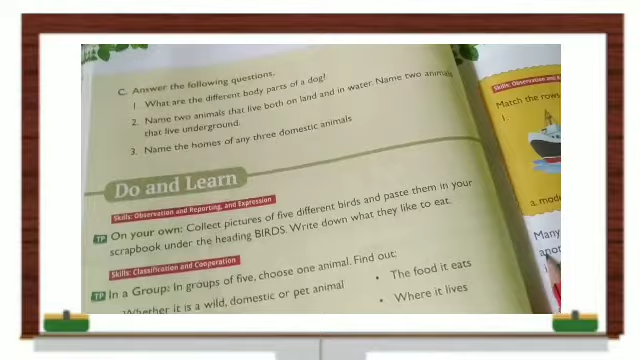 C. Answer the following questions.
1 What are the different body parts of a dog?
2. Name two animals that live both on land and in water. Name two animals
that live underground.
3. Name the homes of any three domestic animals
Do and Learn
Skills: Observation and Reporting, and Expression
TP On your own: Collect pictures of five different birds and paste them in your
scrapbook under the heading BIRDS. Write down what they like to eat.
Skills: Classification and Cooperation
TP In a Group: In groups of five, choose one animal. Find out:
Whether it is a wild, domestic or pet animal
• The food it eats
• Where it lives
Skills: Observation
Match the rows
1.
a. mode
Many